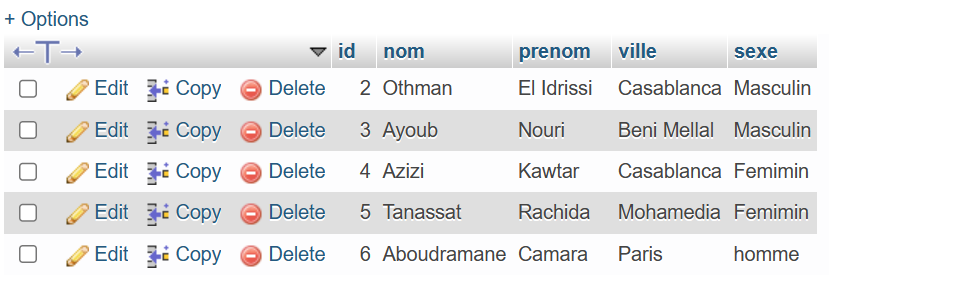 + Options
id nom prenom ville sexe
Edit Copy Delete 2 Othman El Idrissi Casablanca Masculin
Edit Copy Delete 3 Ayoub Nouri Beni Mellal Masculin
Edit Copy Delete 4 Azizi Kawtar Casablanca Femimin
Edit Copy Delete 5 Tanassat Rachida Mohamedia Femimin
Edit Copy Delete 6 Aboudramane Camara Paris homme